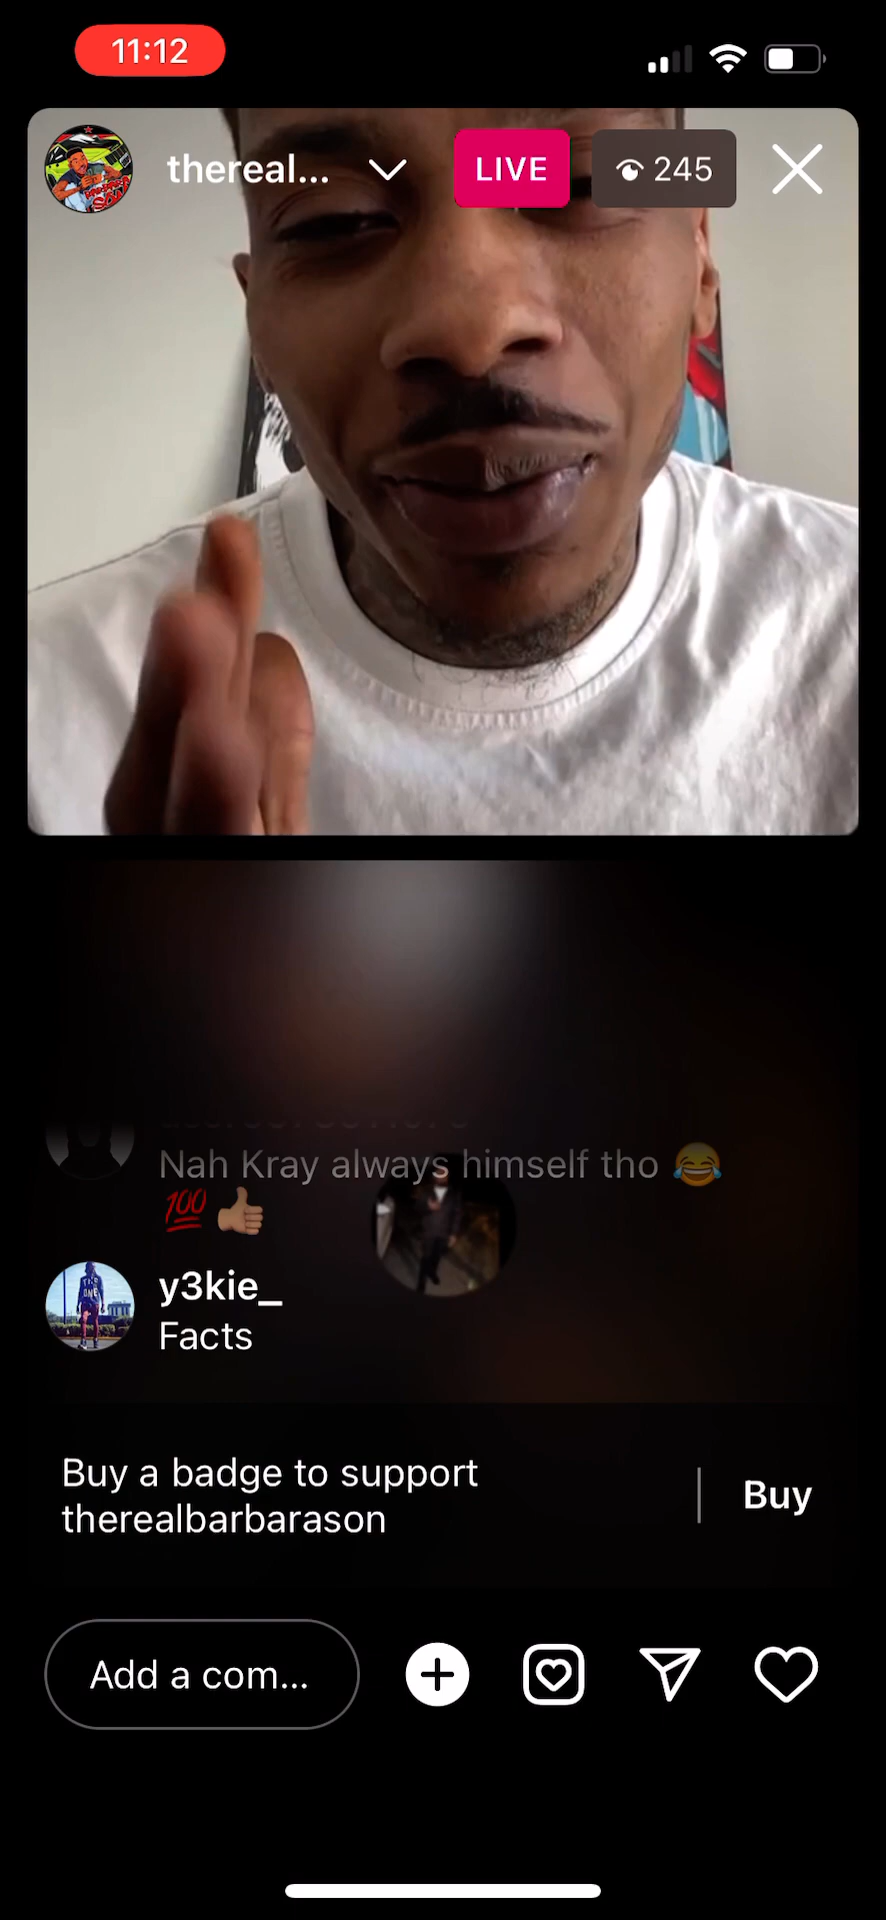 11:12
thereal...
LIVE
245
Nah Kray always himself tho 😂
💯 👍🏼
y3kie_
Facts
Buy a badge to support
therealbarbarason
Buy
Add a com...